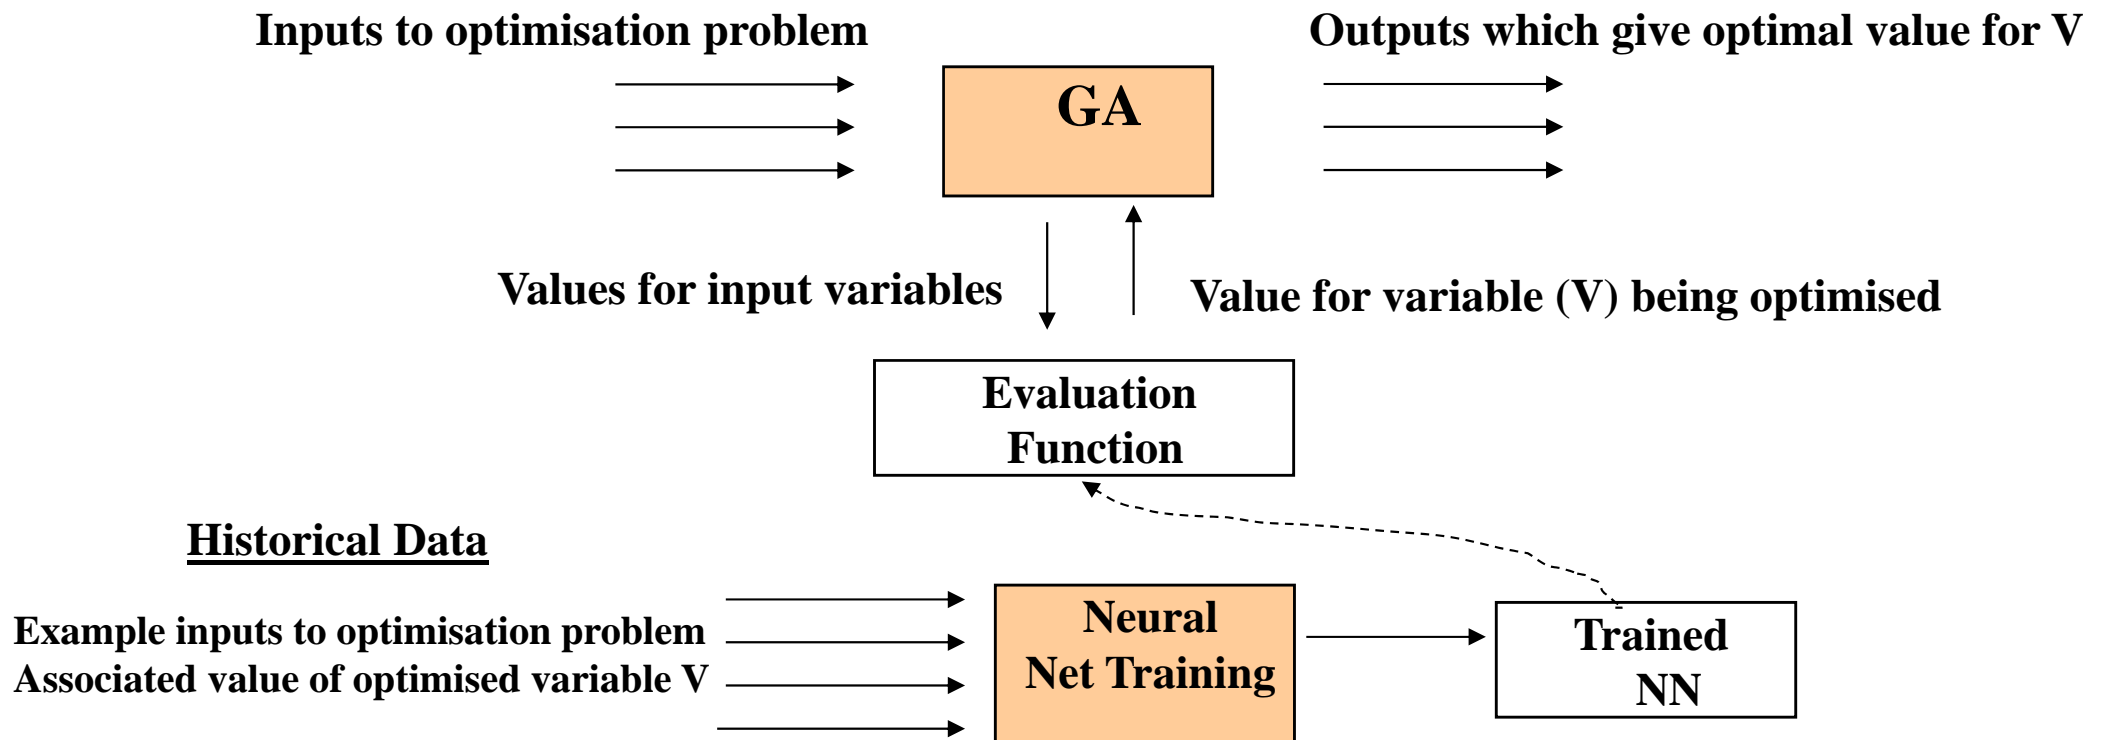 Inputs to optimisation problem
Outputs which give optimal value for V
GA
Values for input variables
Value for variable (V) being optimised
Evaluation
Function
Historical Data
Example inputs to optimisation problem
Associated value of optimised variable V
Neural
Net Training
Trained
NN